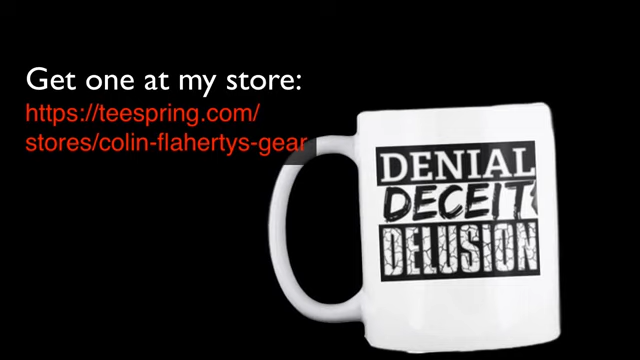 Get one at my store:
https://teespring.com/
stores/colin-flahertys-gear
DENIAL
DECEIT
DELUSION